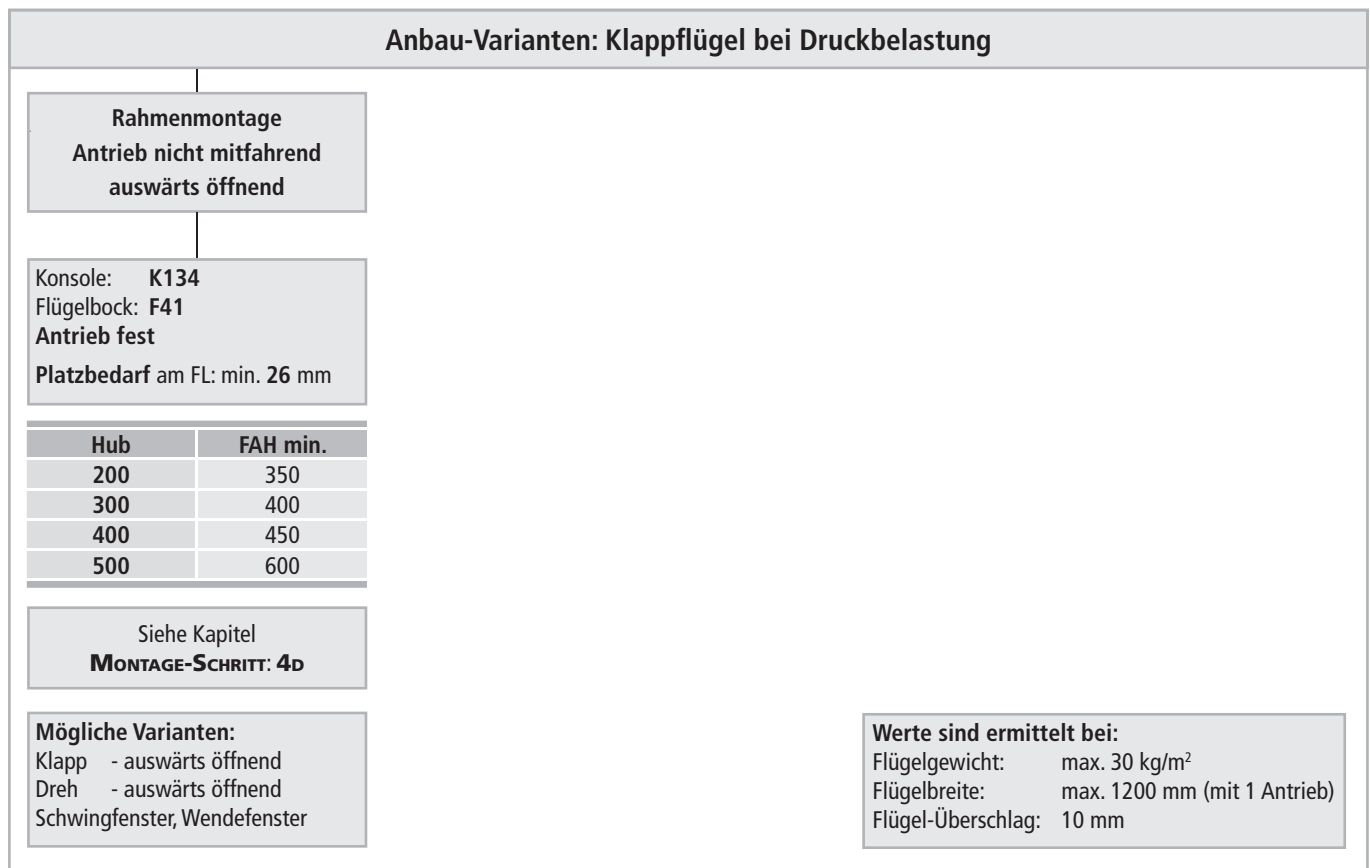 Anbau-Varianten: Klappflügel bei Druckbelastung
Rahmenmontage
Antrieb nicht mitfahrend
auswärts öffnend
Konsole: K134
Flügelbock: F41
Antrieb fest
Platzbedarf am FL: min. 26 mm
Hub FAH min.
200 350
300 400
400 450
500 600
Siehe Kapitel
MONTAGE-SCHRITT: 4D
Mögliche Varianten:
Klapp - auswärts öffnend
Dreh - auswärts öffnend
Schwingfenster, Wendefenster
Werte sind ermittelt bei:
Flügelgewicht: max. 30 kg/m²
Flügelbreite: max. 1200 mm (mit 1 Antrieb)
Flügel-Überschlag: 10 mm